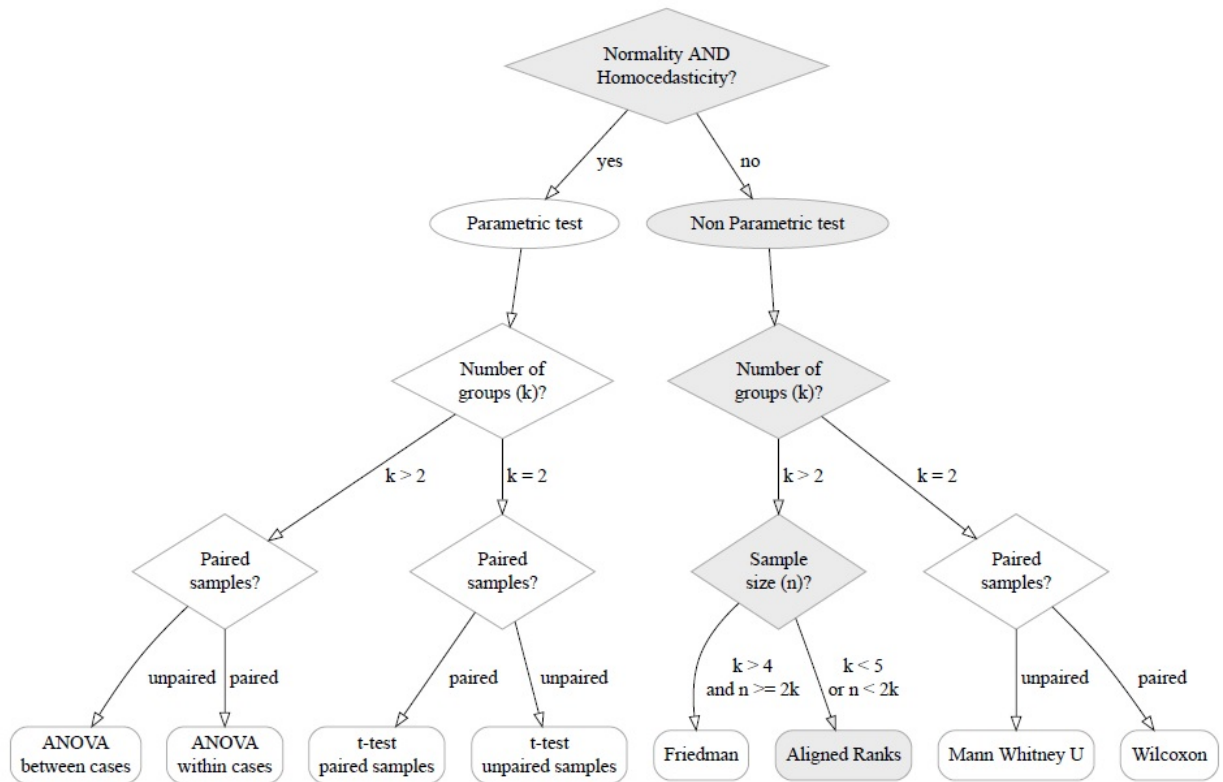 Normality AND
Homocedasticity?
yes
no
Parametric test
Non Parametric test
Number of
groups (k)?
Number of
groups (k)?
k > 2
k = 2
k > 2
k = 2
Paired
samples?
Paired
samples?
Sample
size (n)?
Paired
samples?
unpaired
paired
paired
unpaired
k > 4
and n >= 2k
k < 5
or n < 2k
unpaired
paired
ANOVA
between cases
ANOVA
within cases
t-test
paired samples
t-test
unpaired samples
Friedman
Aligned Ranks
Mann Whitney U
Wilcoxon